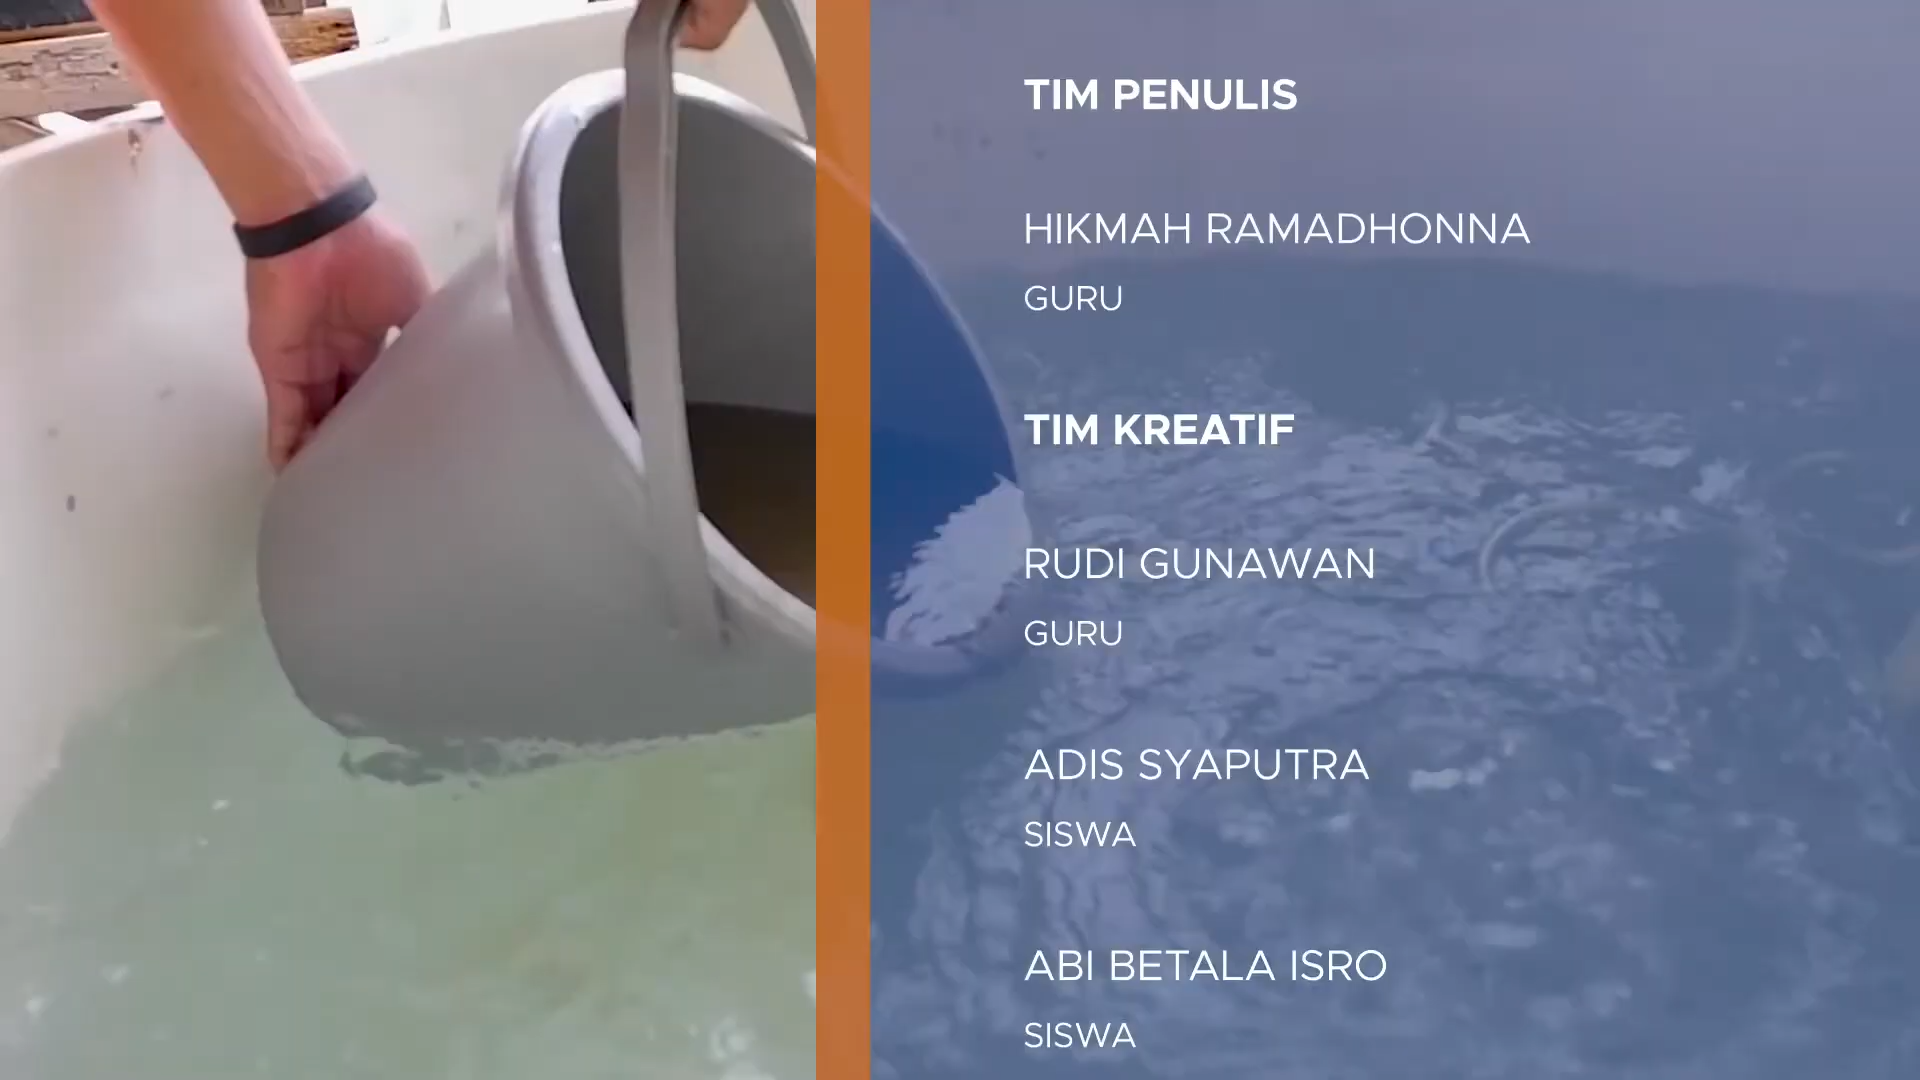 TIM PENULIS
HIKMAH RAMADHONNA
GURU
TIM KREATIF
RUDI GUNAWAN
GURU
ADIS SYAPUTRA
SISWA
ABI BETALA ISRO
SISWA